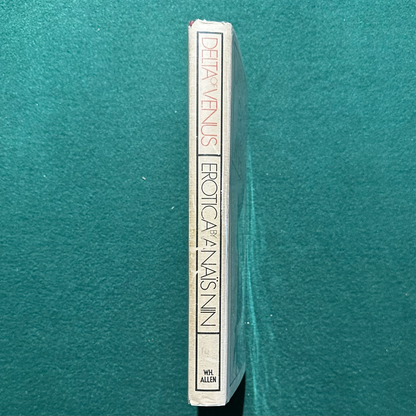 DELTA OF VENUS
EROTICA BY ANAÏS NIN
W.H.
ALLEN